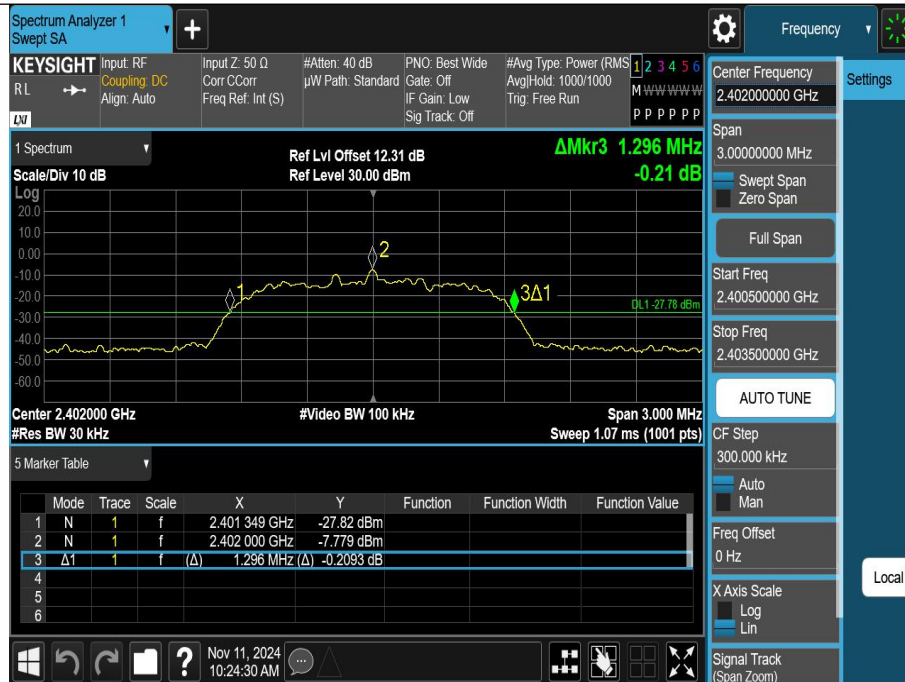 Spectrum Analyzer 1
Swept SA
+
Frequency
KEYSIGHT
RL
LXI
Input: RF
Coupling: DC
Align: Auto
Input Z: 50 Ω
Corr CCorr
Freq Ref: Int (S)
#Atten: 40 dB
µW Path: Standard
PNO: Best Wide
Gate: Off
IF Gain: Low
Sig Track: Off
#Avg Type: Power (RMS
Avg|Hold: 1000/1000
Trig: Free Run
1 2 3 4 5 6
M W W W W W
P P P P P P
1 Spectrum
Scale/Div 10 dB
Ref Lvl Offset 12.31 dB
Ref Level 30.00 dBm
ΔMkr3 1.296 MHz
-0.21 dB
Log
20.0
10.0
0.00
-10.0
-20.0
-30.0
-40.0
-50.0
-60.0
1
2
3Δ1
DL1 -27.78 dBm
Center 2.402000 GHz
#Video BW 100 kHz
Span 3.000 MHz
#Res BW 30 kHz
Sweep 1.07 ms (1001 pts)
5 Marker Table
Mode Trace Scale X Y Function Function Width Function Value
1 N 1 f 2.401 349 GHz -27.82 dBm
2 N 1 f 2.402 000 GHz -7.779 dBm
3 Δ1 1 f (Δ) 1.296 MHz (Δ) -0.2093 dB
4
5
6
?
Nov 11, 2024
10:24:30 AM
Center Frequency
2.402000000 GHz
Span
3.00000000 MHz
Swept Span
Zero Span
Full Span
Start Freq
2.400500000 GHz
Stop Freq
2.403500000 GHz
AUTO TUNE
CF Step
300.000 kHz
Auto
Man
Freq Offset
0 Hz
X Axis Scale
Log
Lin
Signal Track
(Span Zoom)
Settings
Local